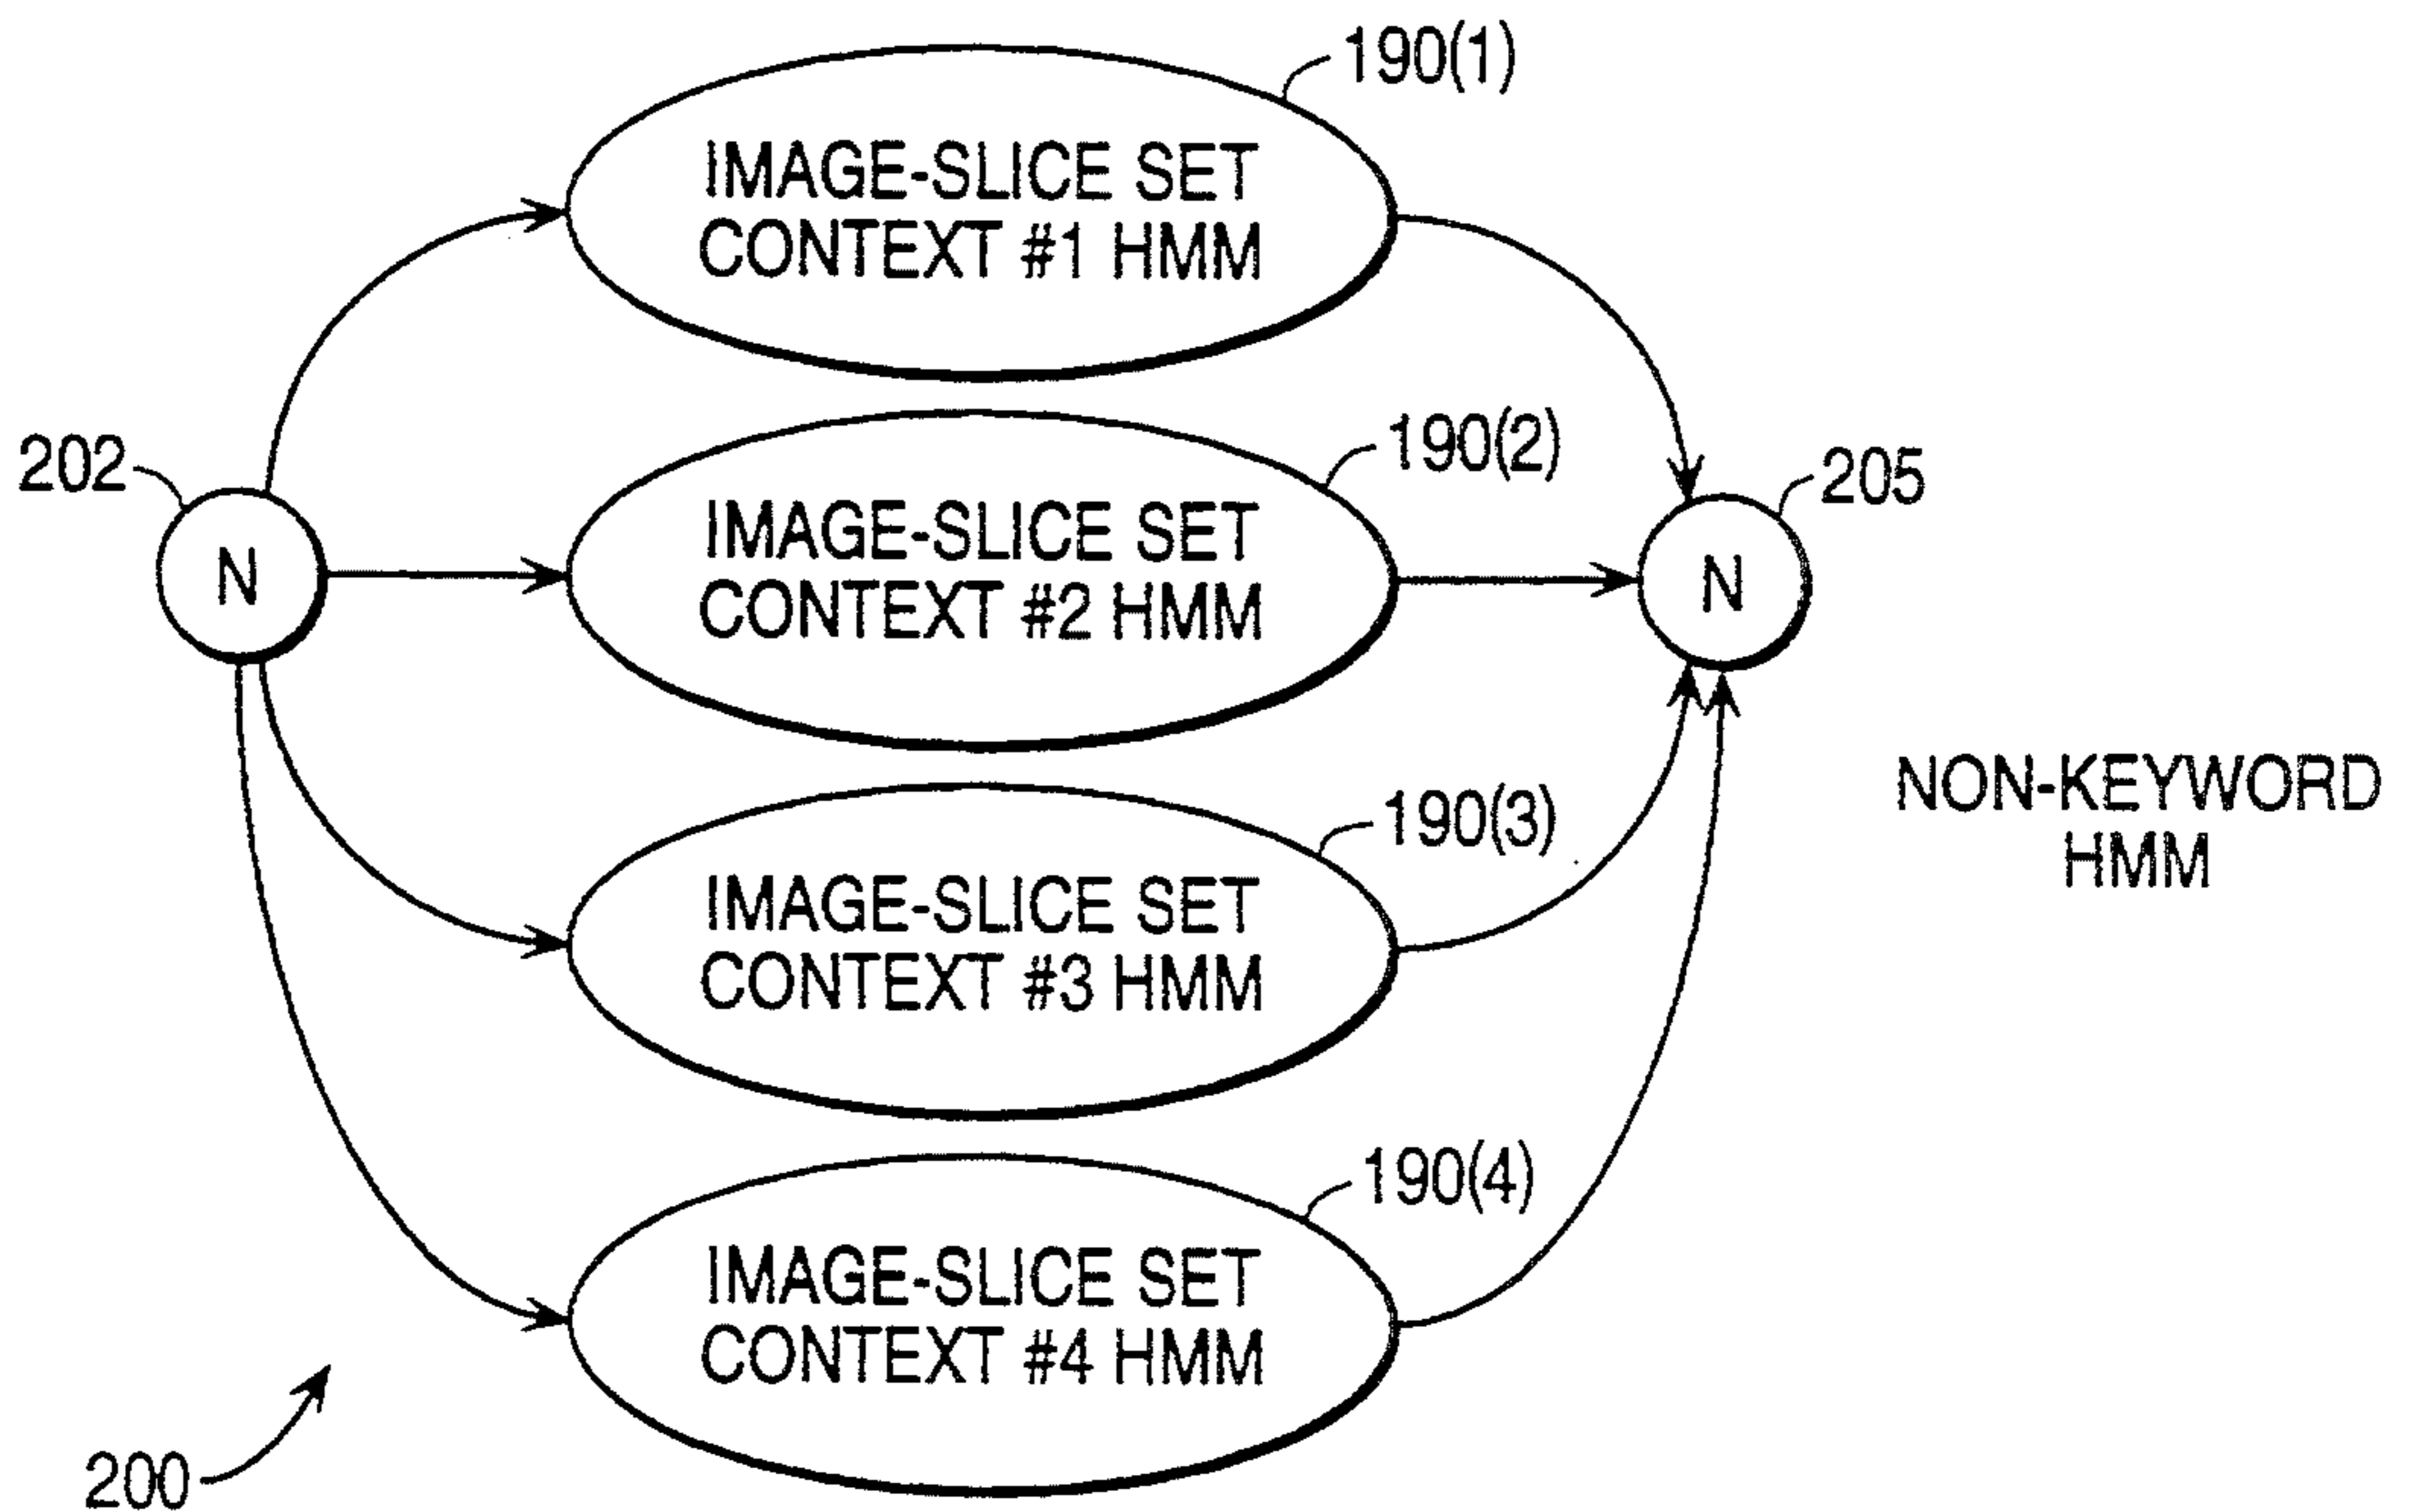 190(1)
IMAGE-SLICE SET
CONTEXT #1 HMM
202
N
190(2)
IMAGE-SLICE SET
CONTEXT #2 HMM
205
N
190(3)
IMAGE-SLICE SET
CONTEXT #3 HMM
NON-KEYWORD
HMM
190(4)
IMAGE-SLICE SET
CONTEXT #4 HMM
200